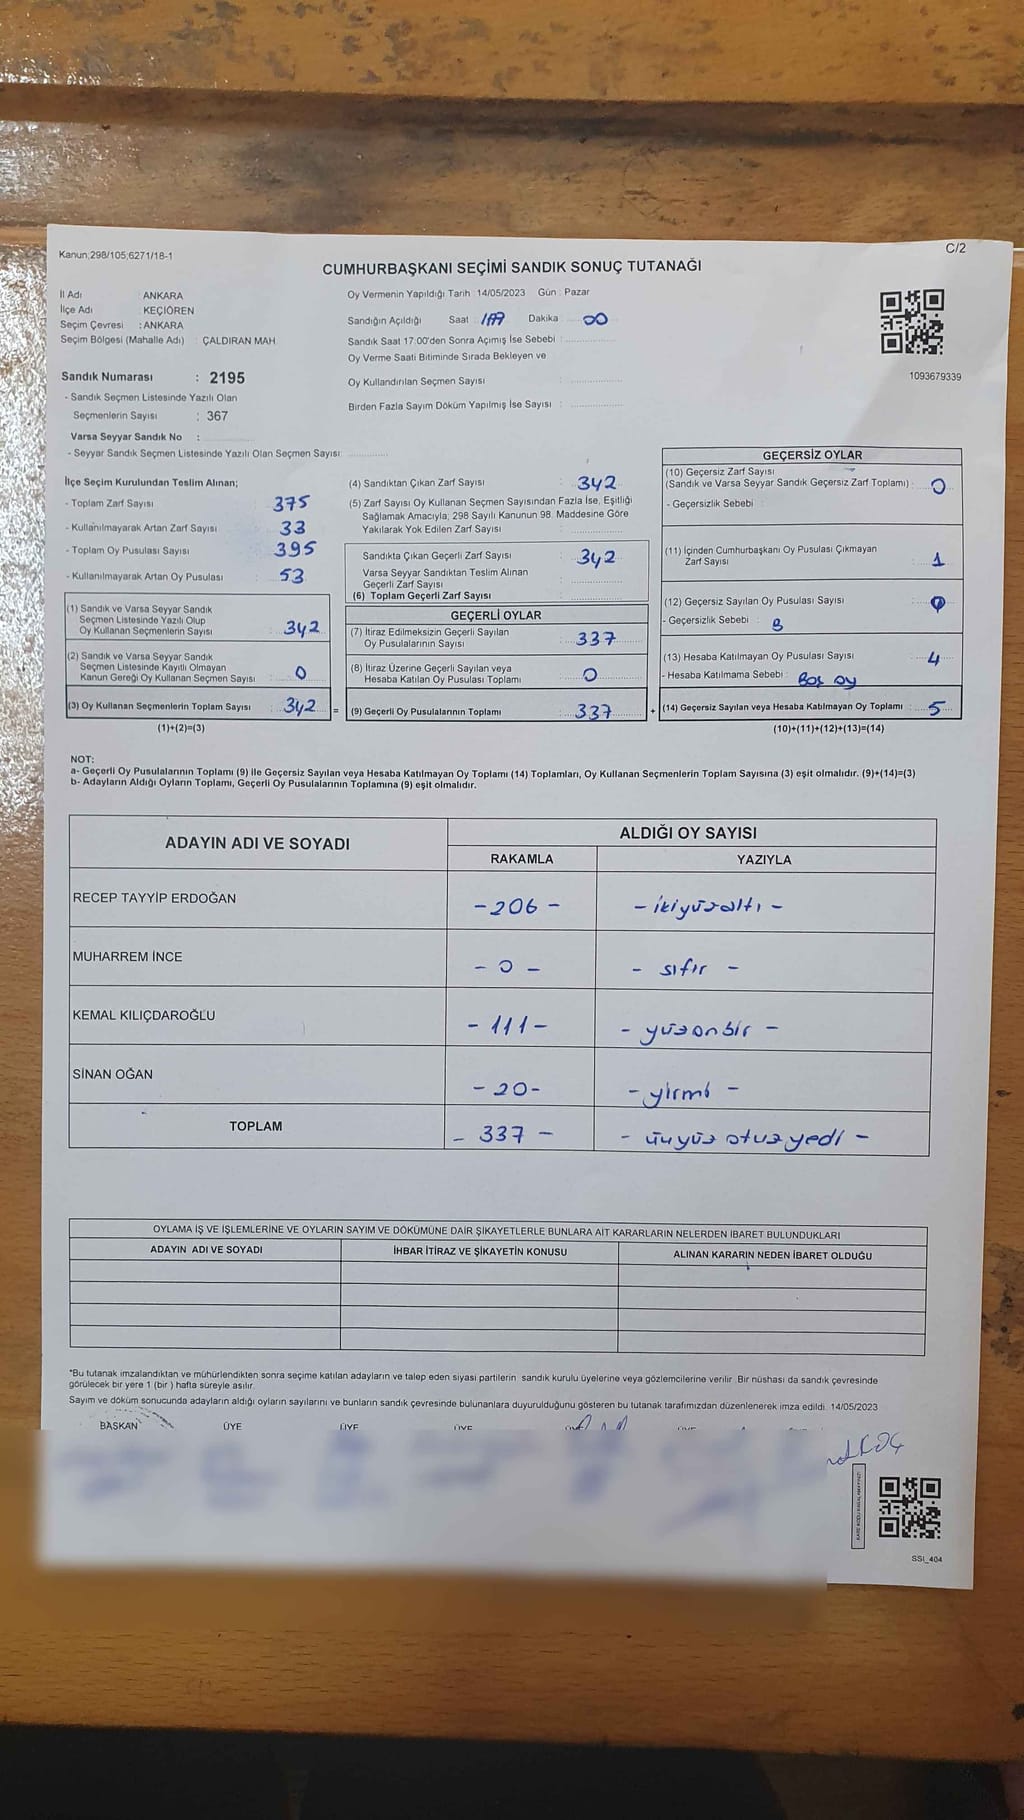 Kanun;298/105;6271/18-1
C/2
CUMHURBAŞKANI SEÇİMİ SANDIK SONUÇ TUTANAĞI
İl Adı : ANKARA
İlçe Adı : KEÇİÖREN
Seçim Çevresi : ANKARA
Seçim Bölgesi (Mahalle Adı) : ÇALDIRAN MAH.
Sandık Numarası : 2195
- Sandık Seçmen Listesinde Yazılı Olan
Seçmenlerin Sayısı : 367
Varsa Seyyar Sandık No :
- Seyyar Sandık Seçmen Listesinde Yazılı Olan Seçmen Sayısı:
Oy Vermenin Yapıldığı Tarih : 14/05/2023 Gün : Pazar
Sandığın Açıldığı Saat Dakika 00
Sandık Saat 17:00'den Sonra Açımış İse Sebebi :
Oy Verme Saati Bitiminde Sırada Bekleyen ve
Oy Kullandırılan Seçmen Sayısı :
Birden Fazla Sayım Döküm Yapılmış İse Sayısı :
1093679339
İlçe Seçim Kurulundan Teslim Alınan;
- Toplam Zarf Sayısı : 375
- Kullanılmayarak Artan Zarf Sayısı : 33
- Toplam Oy Pusulası Sayısı : 395
- Kullanılmayarak Artan Oy Pusulası : 53
(1) Sandık ve Varsa Seyyar Sandık
Seçmen Listesinde Yazılı Olup
Oy Kullanan Seçmenlerin Sayısı : 342
(2) Sandık ve Varsa Seyyar Sandık
Seçmen Listesinde Kayıtlı Olmayan
Kanun Gereği Oy Kullanan Seçmen Sayısı : 0
(3) Oy Kullanan Seçmenlerin Toplam Sayısı : 342 =
(1)+(2)=(3)
(4) Sandıktan Çıkan Zarf Sayısı : 342
(5) Zarf Sayısı Oy Kullanan Seçmen Sayısından Fazla İse, Eşitliği
Sağlamak Amacıyla; 298 Sayılı Kanunun 98. Maddesine Göre
Yakılarak Yok Edilen Zarf Sayısı :
Sandıkta Çıkan Geçerli Zarf Sayısı : 342
Varsa Seyyar Sandıktan Teslim Alınan
Geçerli Zarf Sayısı :
(6) Toplam Geçerli Zarf Sayısı :
GEÇERLİ OYLAR
(7) İtiraz Edilmeksizin Geçerli Sayılan
Oy Pusulalarının Sayısı : 337
(8) İtiraz Üzerine Geçerli Sayılan veya
Hesaba Katılan Oy Pusulası Toplamı : 0
(9) Geçerli Oy Pusulalarının Toplamı : 337 +
GEÇERSİZ OYLAR
(10) Geçersiz Zarf Sayısı
(Sandık ve Varsa Seyyar Sandık Geçersiz Zarf Toplamı) : 0
- Geçersizlik Sebebi :
(11) İçinden Cumhurbaşkanı Oy Pusulası Çıkmayan
Zarf Sayısı : 1
(12) Geçersiz Sayılan Oy Pusulası Sayısı :
- Geçersizlik Sebebi :
(13) Hesaba Katılmayan Oy Pusulası Sayısı : 4
- Hesaba Katılmama Sebebi : Boş oy
(14) Geçersiz Sayılan veya Hesaba Katılmayan Oy Toplamı : 5
(10)+(11)+(12)+(13)=(14)
NOT:
a- Geçerli Oy Pusulalarının Toplamı (9) ile Geçersiz Sayılan veya Hesaba Katılmayan Oy Toplamı (14) Toplamları, Oy Kullanan Seçmenlerin Toplam Sayısına (3) eşit olmalıdır. (9)+(14)=(3)
b- Adayların Aldığı Oyların Toplamı, Geçerli Oy Pusulalarının Toplamına (9) eşit olmalıdır.
ADAYIN ADI VE SOYADI ALDIĞI OY SAYISI
RAKAMLA YAZIYLA
RECEP TAYYİP ERDOĞAN - 206 - - ikiyüzaltı -
MUHARREM İNCE - 0 - - sıfır -
KEMAL KILIÇDAROĞLU - 111 - - yüzonbir -
SİNAN OĞAN - 20 - - yirmi -
TOPLAM - 337 - - üçyüz otuzyedi -
OYLAMA İŞ VE İŞLEMLERİNE VE OYLARIN SAYIM VE DÖKÜMÜNE DAİR ŞİKAYETLERLE BUNLARA AİT KARARLARIN NELERDEN İBARET BULUNDUKLARI
ADAYIN ADI VE SOYADI İHBAR İTİRAZ VE ŞİKAYETİN KONUSU ALINAN KARARIN NEDEN İBARET OLDUĞU
*Bu tutanak imzalandıktan ve mühürlendikten sonra seçime katılan adayların ve talep eden siyasi partilerin sandık kurulu üyelerine veya gözlemcilerine verilir. Bir nüshası da sandık çevresinde
görülecek bir yere 1 (bir ) hafta süreyle asılır.
Sayım ve döküm sonucunda adayların aldığı oyların sayılarını ve bunların sandık çevresinde bulunanlara duyurulduğunu gösteren bu tutanak tarafımızdan düzenlenerek imza edildi. 14/05/2023
BAŞKAN ÜYE ÜYE ÜYE
SSI_404